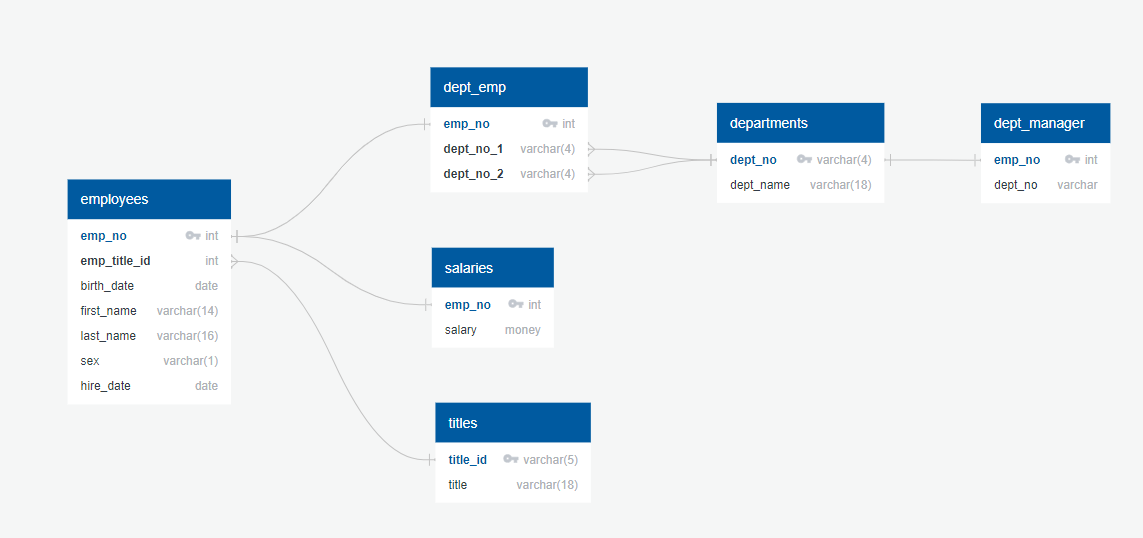 employees
emp_no int
emp_title_id int
birth_date date
first_name varchar(14)
last_name varchar(16)
sex varchar(1)
hire_date date
dept_emp
emp_no int
dept_no_1 varchar(4)
dept_no_2 varchar(4)
salaries
emp_no int
salary money
titles
title_id varchar(5)
title varchar(18)
departments
dept_no varchar(4)
dept_name varchar(18)
dept_manager
emp_no int
dept_no varchar